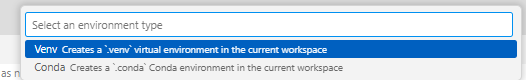 Select an environment type
Venv Creates a `.venv` virtual environment in the current workspace
as n
Conda Creates a `.conda` Conda environment in the current workspace